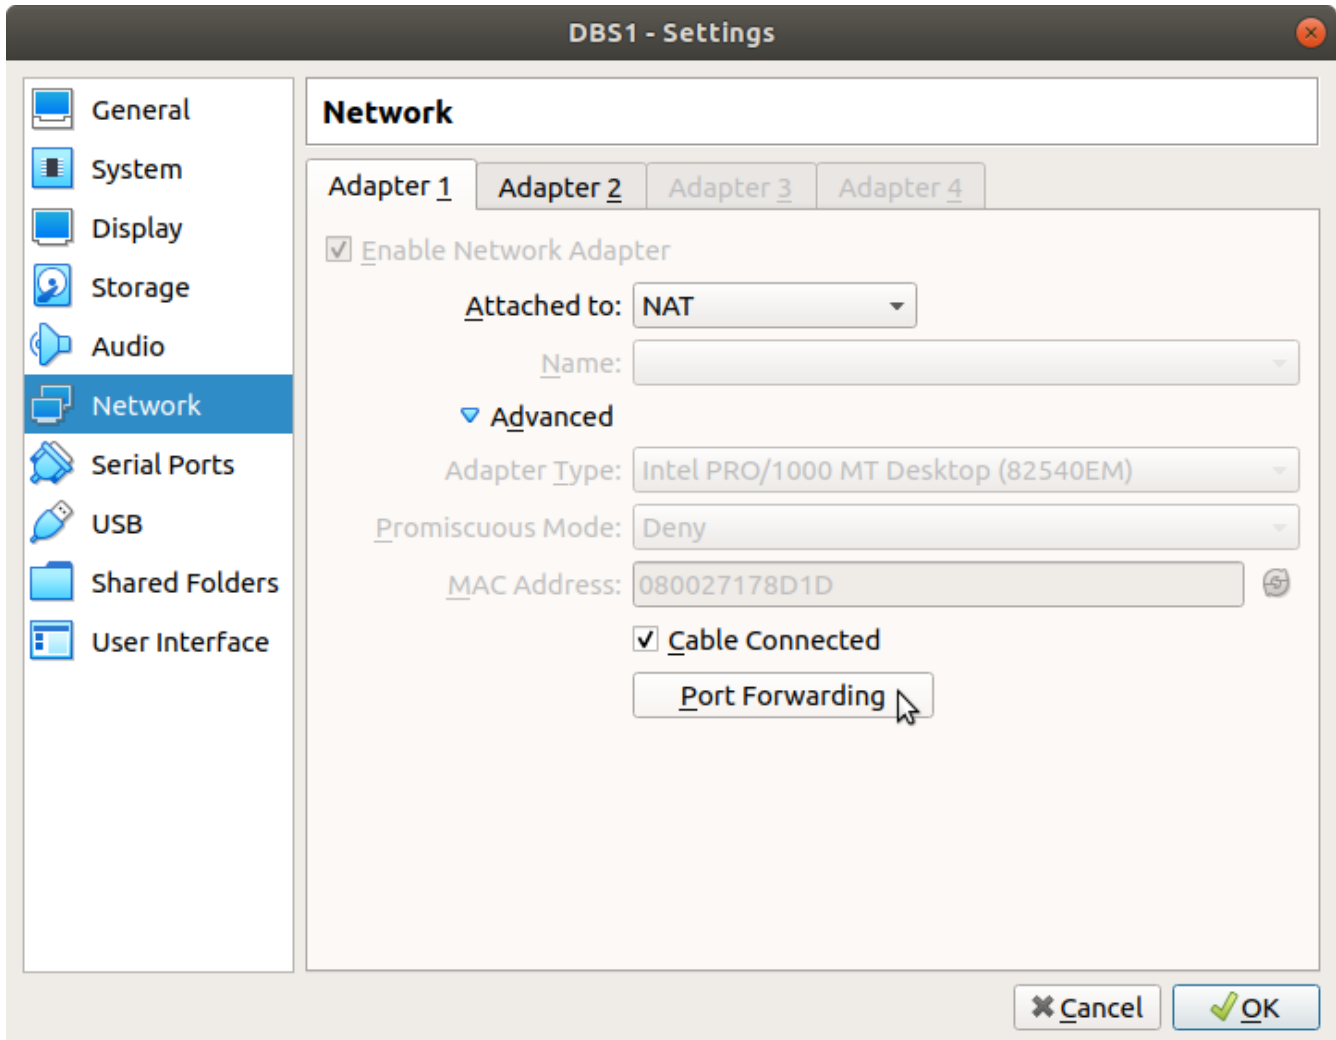 DBS1 - Settings
General
System
Display
Storage
Audio
Network
Serial Ports
USB
Shared Folders
User Interface
Network
Adapter 1 Adapter 2 Adapter 3 Adapter 4
Enable Network Adapter
Attached to: NAT
Name:
Advanced
Adapter Type: Intel PRO/1000 MT Desktop (82540EM)
Promiscuous Mode: Deny
MAC Address: 080027178D1D
Cable Connected
Port Forwarding
Cancel OK